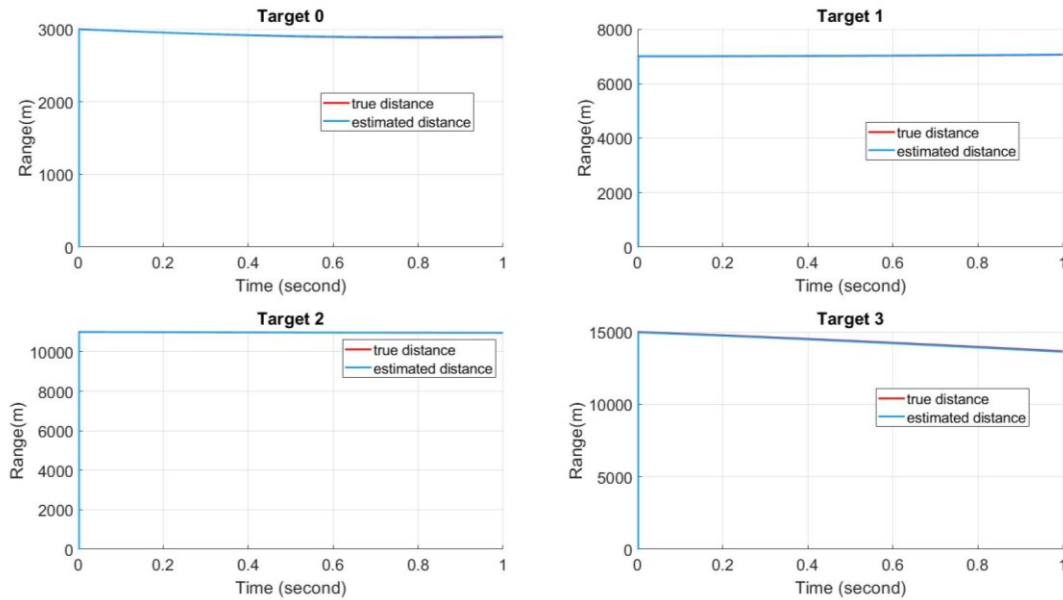 Target 0
3000
2000
1000
0
Range(m)
true distance
estimated distance
0 0.2 0.4 0.6 0.8 1
Time (second)
Target 1
8000
6000
4000
2000
0
Range(m)
true distance
estimated distance
0 0.2 0.4 0.6 0.8 1
Time (second)
Target 2
10000
8000
6000
4000
2000
0
Range(m)
true distance
estimated distance
0 0.2 0.4 0.6 0.8 1
Time (second)
Target 3
15000
10000
5000
0
Range(m)
true distance
estimated distance
0 0.2 0.4 0.6 0.8 1
Time (second)